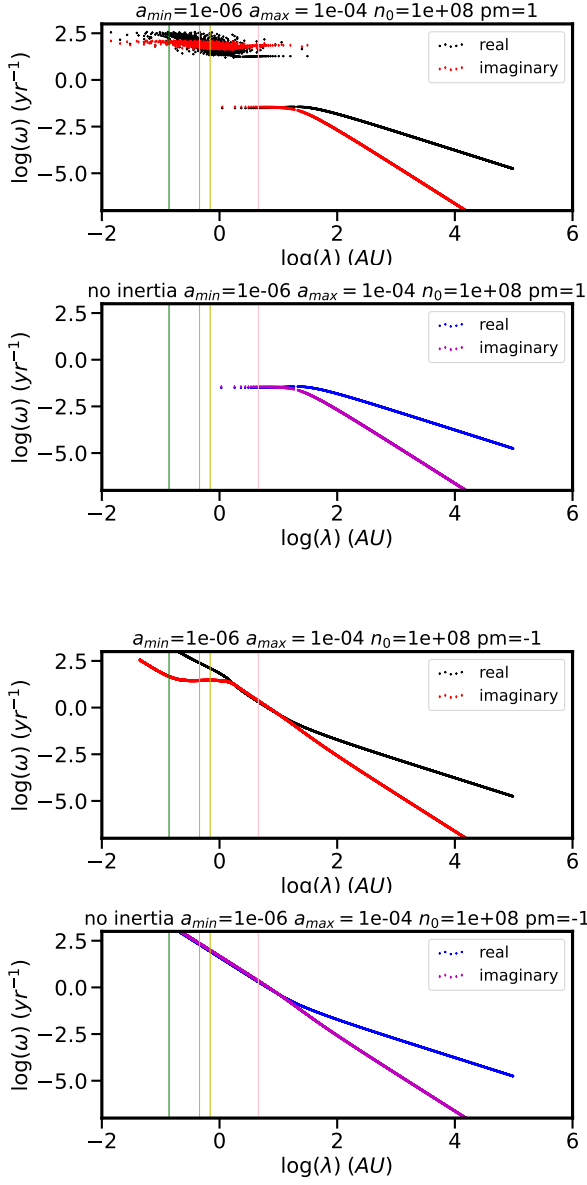 a_min=1e-06 a_max = 1e-04 n_0=1e+08 pm=1
2.5
0.0
−2.5
−5.0
log(ω) (yr⁻¹)
real
imaginary
−2 0 2 4 6
log(λ) (AU)
no inertia a_min=1e-06 a_max = 1e-04 n_0=1e+08 pm=1
2.5
0.0
−2.5
−5.0
log(ω) (yr⁻¹)
real
imaginary
−2 0 2 4 6
log(λ) (AU)
a_min=1e-06 a_max = 1e-04 n_0=1e+08 pm=-1
2.5
0.0
−2.5
−5.0
log(ω) (yr⁻¹)
real
imaginary
−2 0 2 4 6
log(λ) (AU)
no inertia a_min=1e-06 a_max = 1e-04 n_0=1e+08 pm=-1
2.5
0.0
−2.5
−5.0
log(ω) (yr⁻¹)
real
imaginary
−2 0 2 4 6
log(λ) (AU)